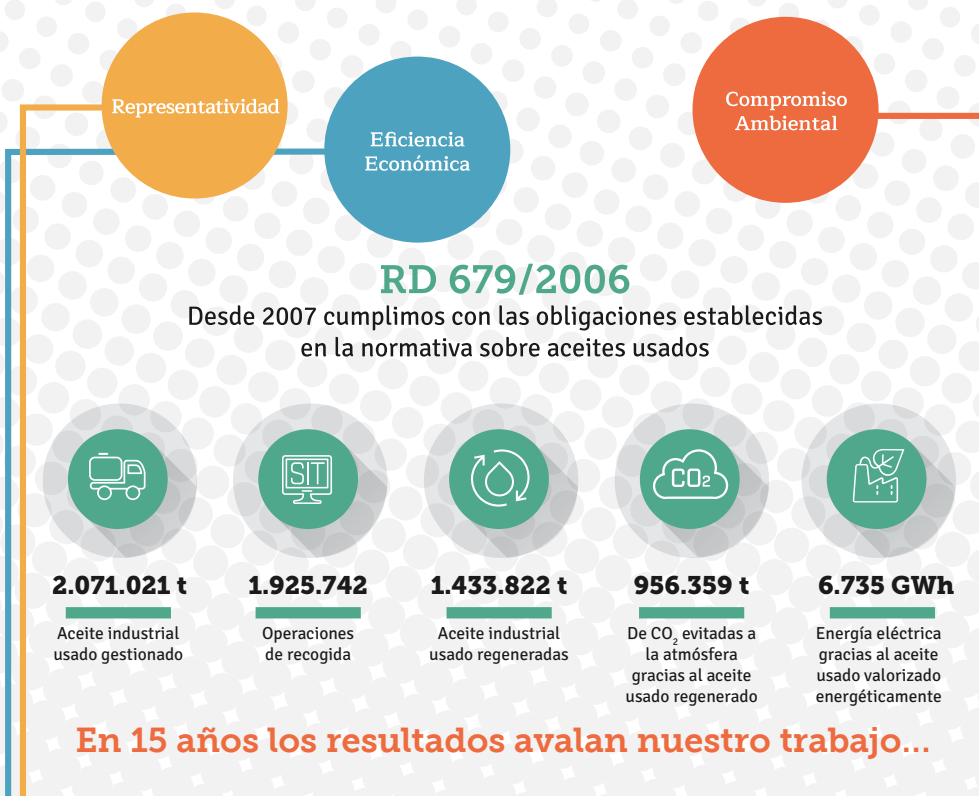 Representatividad
Eficiencia
Económica
Compromiso
Ambiental
RD 679/2006
Desde 2007 cumplimos con las obligaciones establecidas
en la normativa sobre aceites usados
SIT
CO₂
2.071.021 t
Aceite industrial
usado gestionado
1.925.742
Operaciones
de recogida
1.433.822 t
Aceite industrial
usado regeneradas
956.359 t
De CO₂ evitadas a
la atmósfera
gracias al aceite
usado regenerado
6.735 GWh
Energía eléctrica
gracias al aceite
usado valorizado
energéticamente
En 15 años los resultados avalan nuestro trabajo...